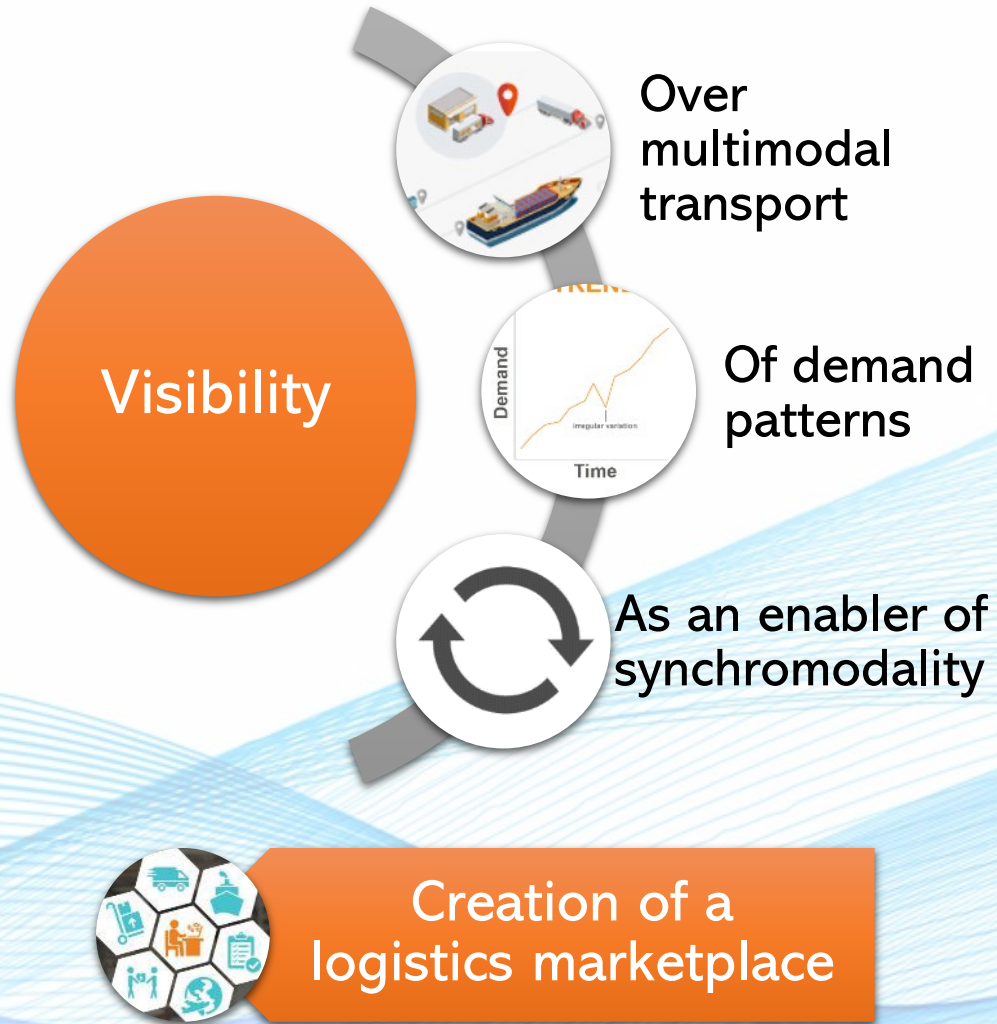 Over
multimodal
transport
Visibility
TREND
Demand
irregular variation
Time
Of demand
patterns
As an enabler of
synchromodality
Creation of a
logistics marketplace